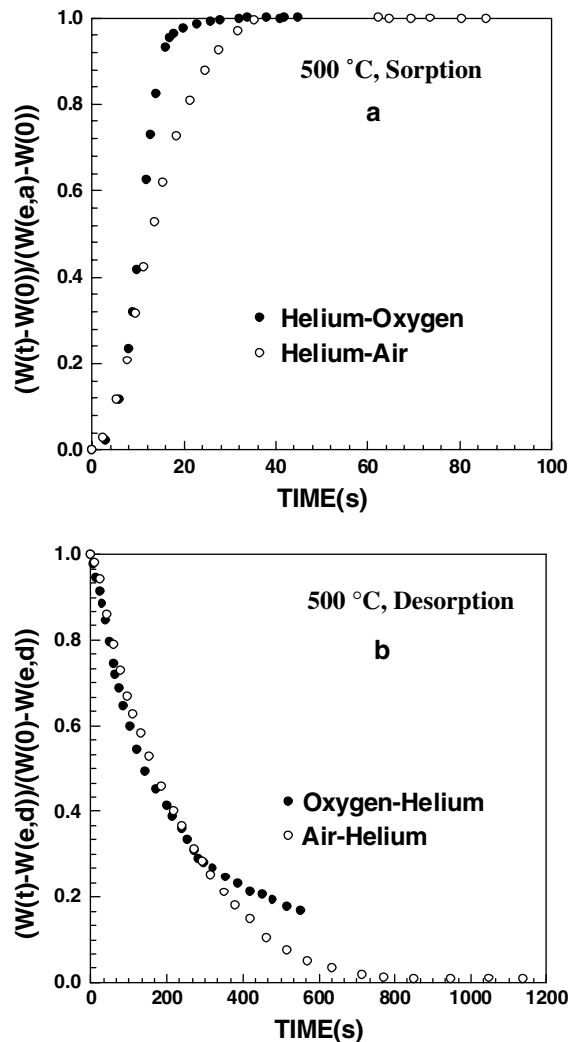 (W(t)-W(0))/(W(e,a)-W(0))
1.0
0.8
0.6
0.4
0.2
0.0
500 ˚C, Sorption
a
Helium-Oxygen
Helium-Air
0 20 40 60 80 100
TIME(s)
(W(t)-W(e,d))/(W(0)-W(e,d))
1.0
0.8
0.6
0.4
0.2
0.0
500 °C, Desorption
b
Oxygen-Helium
Air-Helium
0 200 400 600 800 1000 1200
TIME(s)